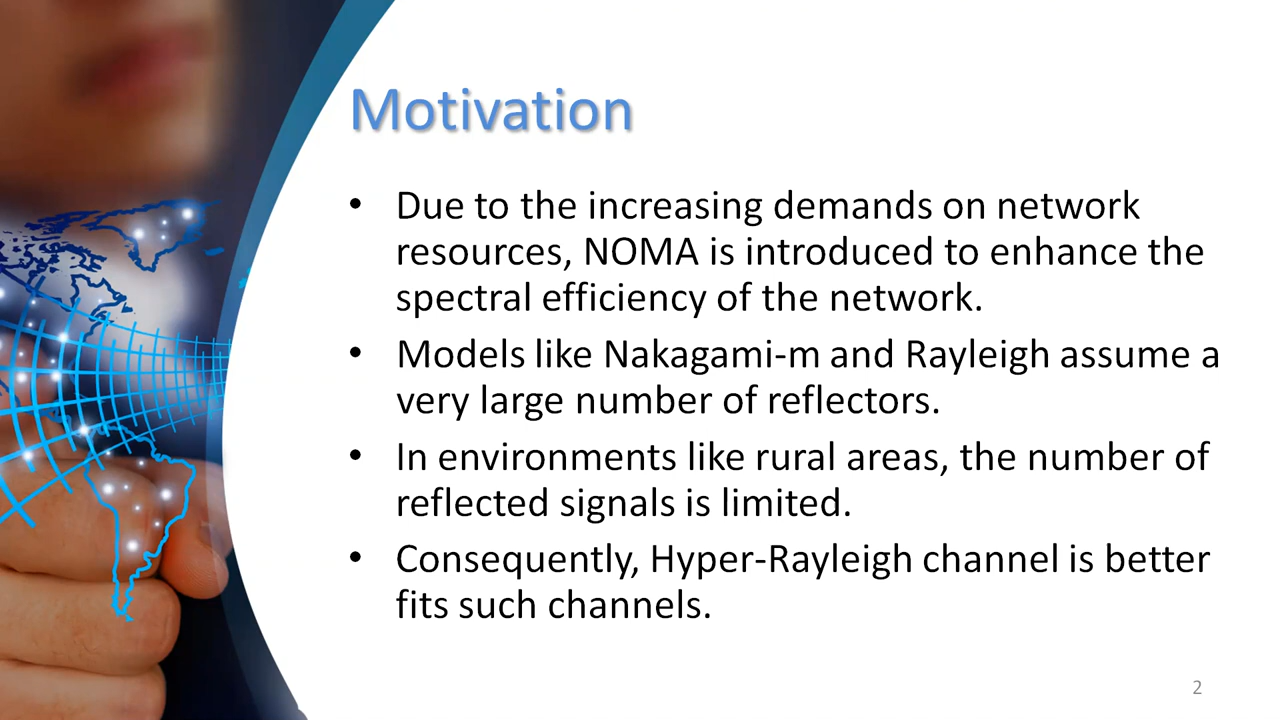 Motivation
• Due to the increasing demands on network
resources, NOMA is introduced to enhance the
spectral efficiency of the network.
• Models like Nakagami-m and Rayleigh assume a
very large number of reflectors.
• In environments like rural areas, the number of
reflected signals is limited.
• Consequently, Hyper-Rayleigh channel is better
fits such channels.
2